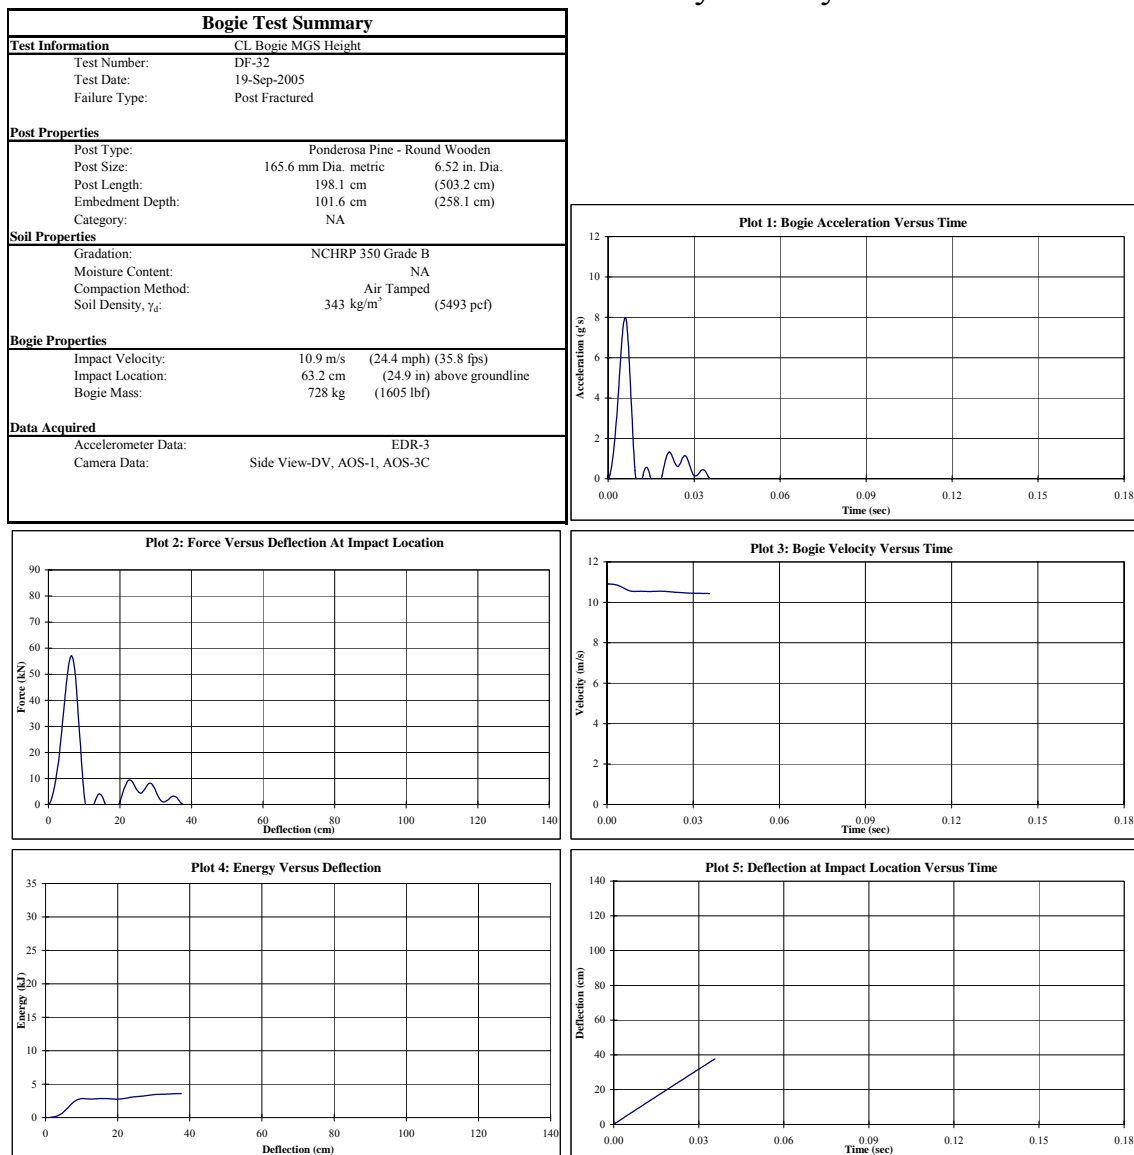 Bogie Test Summary
Test Information CL Bogie MGS Height
Test Number: DF-32
Test Date: 19-Sep-2005
Failure Type: Post Fractured
Post Properties
Post Type: Ponderosa Pine - Round Wooden
Post Size: 165.6 mm Dia. metric 6.52 in. Dia.
Post Length: 198.1 cm (503.2 cm)
Embedment Depth: 101.6 cm (258.1 cm)
Category: NA
Soil Properties
Gradation: NCHRP 350 Grade B
Moisture Content: NA
Compaction Method: Air Tamped
Soil Density, γd: 343 kg/m³ (5493 pcf)
Bogie Properties
Impact Velocity: 10.9 m/s (24.4 mph) (35.8 fps)
Impact Location: 63.2 cm (24.9 in) above groundline
Bogie Mass: 728 kg (1605 lbf)
Data Acquired
Accelerometer Data: EDR-3
Camera Data: Side View-DV, AOS-1, AOS-3C
Plot 1: Bogie Acceleration Versus Time
12
10
8
6
4
2
0
Acceleration (g's)
0.00 0.03 0.06 0.09 0.12 0.15 0.18
Time (sec)
Plot 2: Force Versus Deflection At Impact Location
90
80
70
60
50
40
30
20
10
0
Force (kN)
0 20 40 60 80 100 120 140
Deflection (cm)
Plot 3: Bogie Velocity Versus Time
12
10
8
6
4
2
0
Velocity (m/s)
0.00 0.03 0.06 0.09 0.12 0.15 0.18
Time (sec)
Plot 4: Energy Versus Deflection
35
30
25
20
15
10
5
0
Energy (kJ)
0 20 40 60 80 100 120 140
Deflection (cm)
Plot 5: Deflection at Impact Location Versus Time
140
120
100
80
60
40
20
0
Deflection (cm)
0.00 0.03 0.06 0.09 0.12 0.15 0.18
Time (sec)